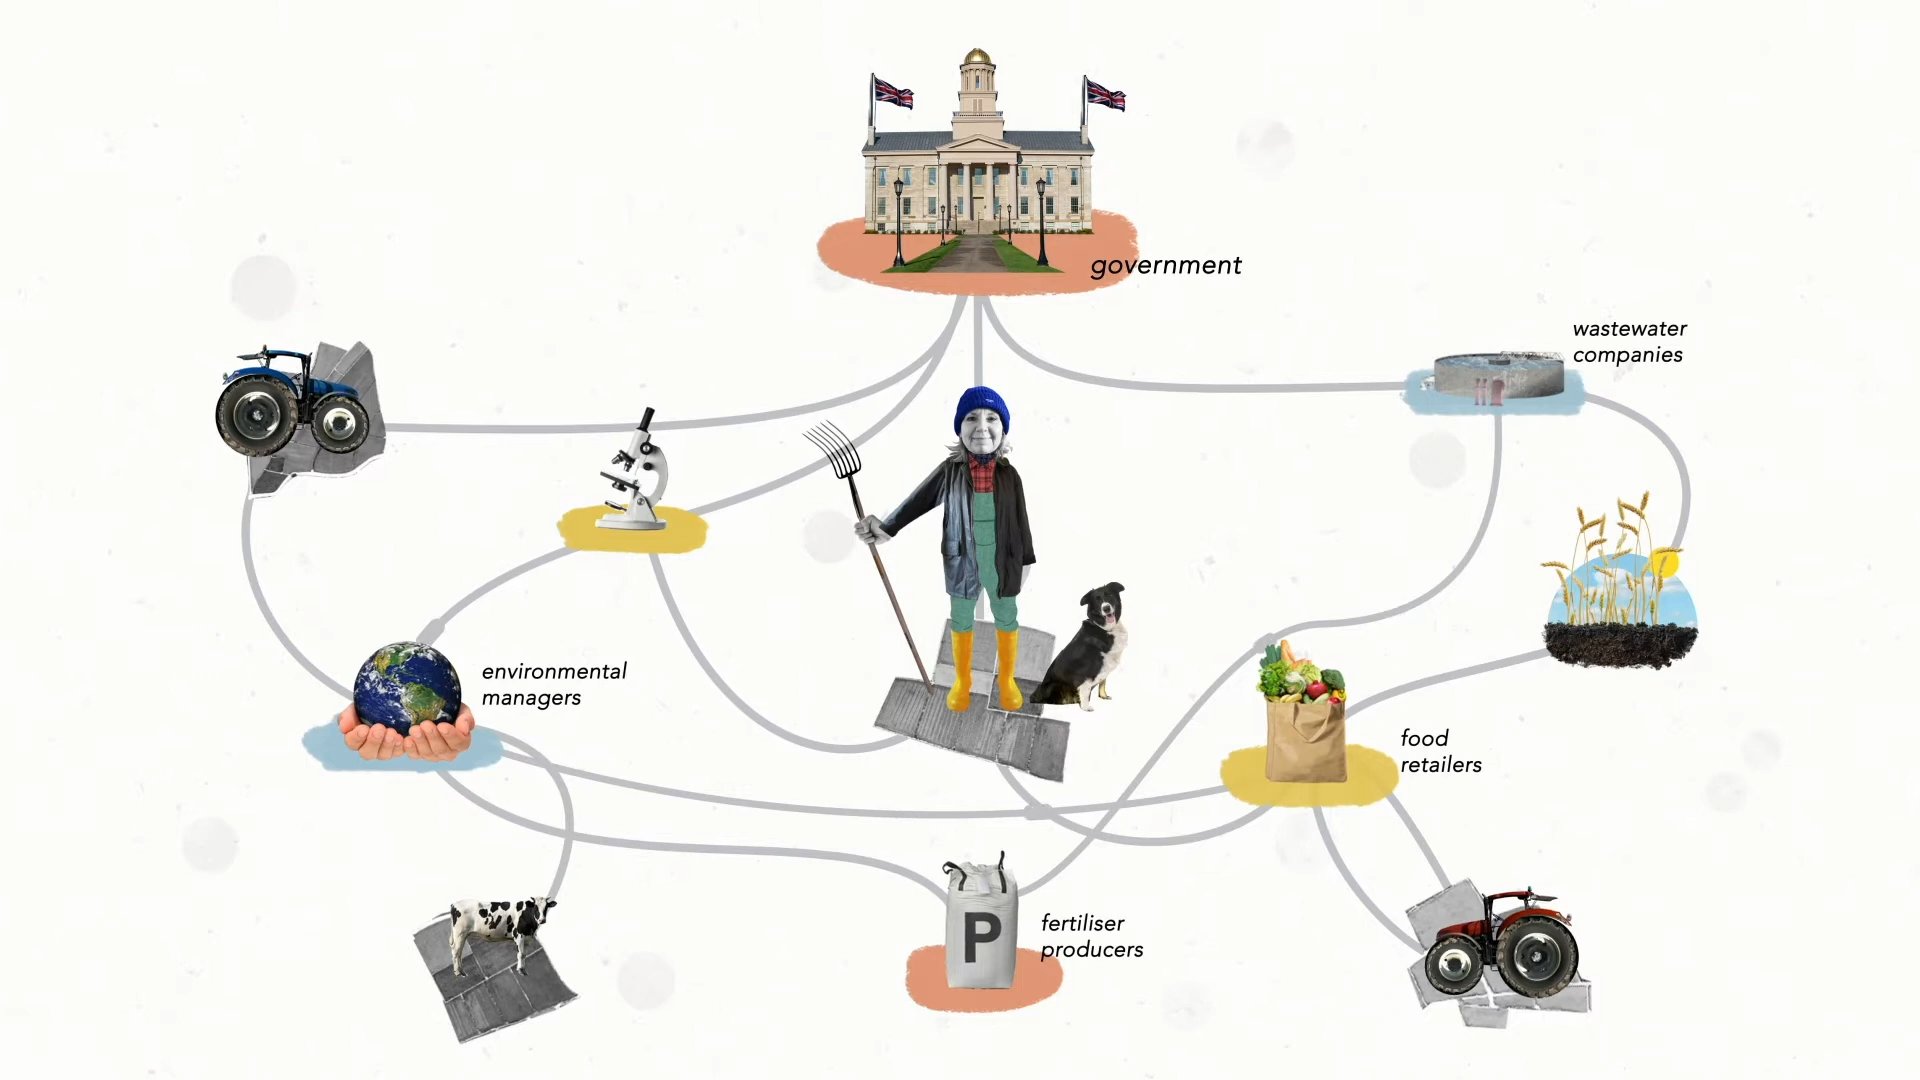 government
wastewater
companies
environmental
managers
food
retailers
P
fertiliser
producers